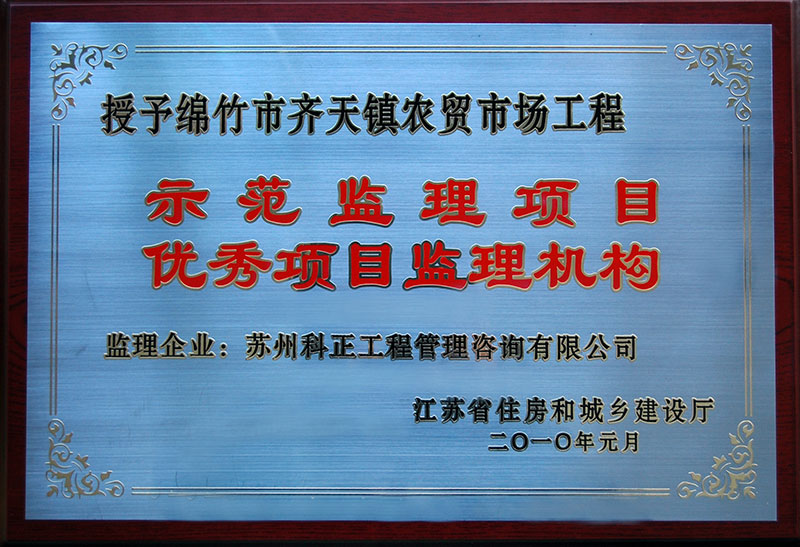 授予绵竹市齐天镇农贸市场工程
示范监理项目
优秀项目监理机构
监理企业：苏州科正工程管理咨询有限公司
江苏省住房和城乡建设厅
二〇一〇年元月